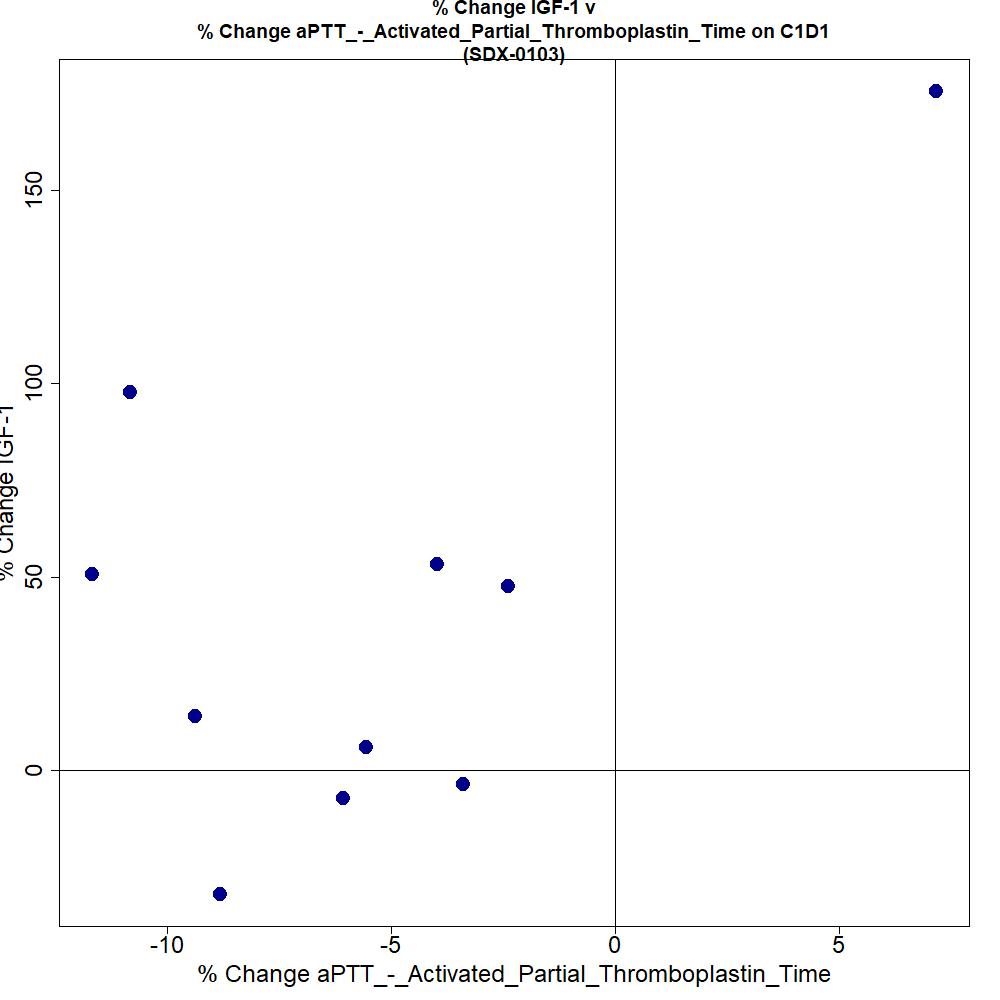 % Change IGF-1 v
% Change aPTT_-_Activated_Partial_Thromboplastin_Time on C1D1
(SDX-0103)
% Change IGF-1
150
100
50
0
-10
-5
0
5
% Change aPTT_-_Activated_Partial_Thromboplastin_Time